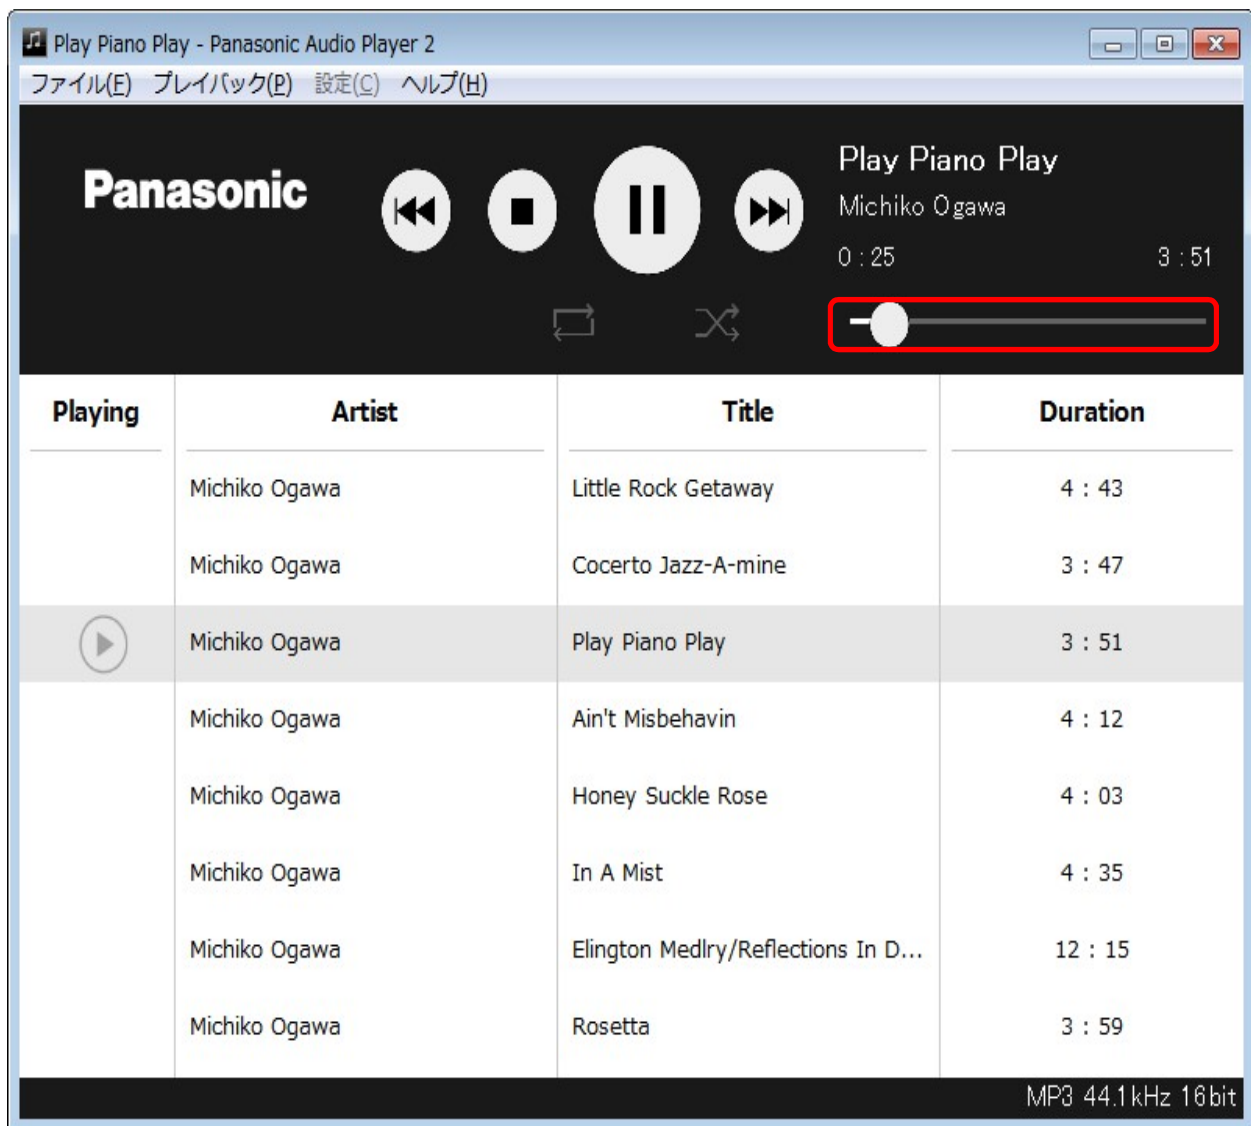 Play Piano Play - Panasonic Audio Player 2
ファイル(F) プレイバック(P) 設定(C) ヘルプ(H)
Panasonic
Play Piano Play
Michiko Ogawa
0 : 25 3 : 51
Playing Artist Title Duration
Michiko Ogawa Little Rock Getaway 4 : 43
Michiko Ogawa Cocerto Jazz-A-mine 3 : 47
Michiko Ogawa Play Piano Play 3 : 51
Michiko Ogawa Ain't Misbehavin 4 : 12
Michiko Ogawa Honey Suckle Rose 4 : 03
Michiko Ogawa In A Mist 4 : 35
Michiko Ogawa Elington Medlry/Reflections In D... 12 : 15
Michiko Ogawa Rosetta 3 : 59
MP3 44.1kHz 16bit